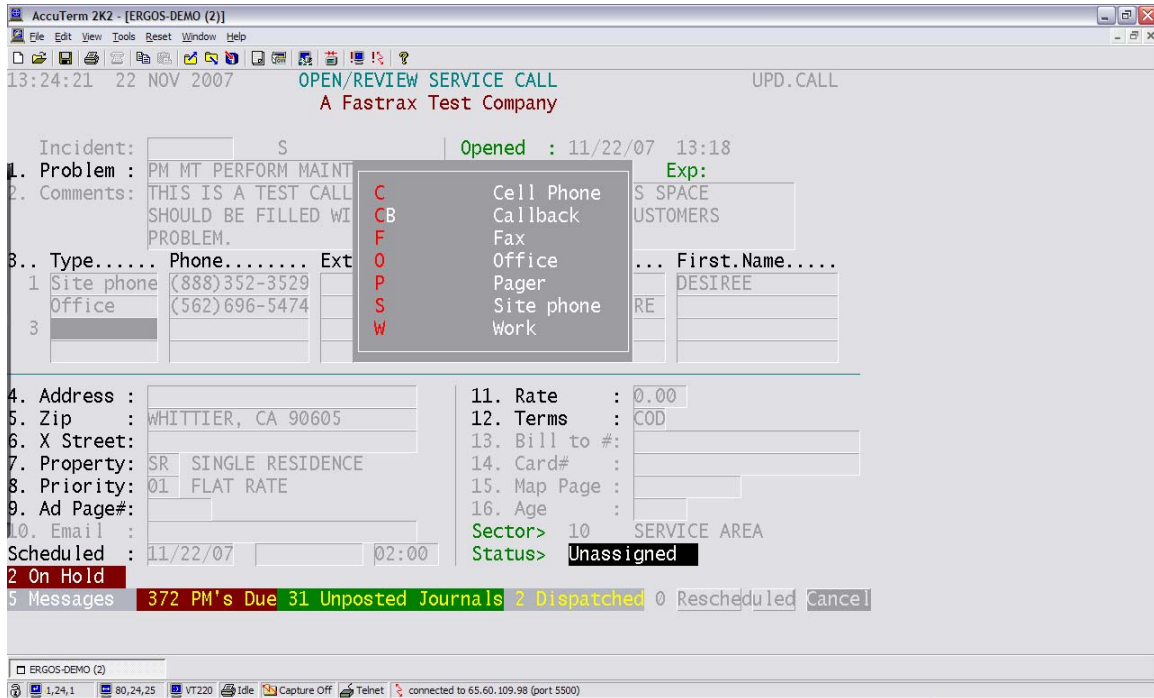 AccuTerm 2K2 - [ERGOS-DEMO (2)]
File Edit View Tools Reset Window Help
13:24:21 22 NOV 2007 OPEN/REVIEW SERVICE CALL UPD.CALL
A Fastrax Test Company
Incident: S Opened : 11/22/07 13:18
1. Problem : PM MT PERFORM MAINT Exp:
2. Comments: THIS IS A TEST CALL S SPACE
SHOULD BE FILLED WI USTOMERS
PROBLEM.
C Cell Phone
CB Callback
F Fax
O Office
P Pager
S Site phone
W Work
3.. Type...... Phone........ Ext ... First.Name.....
1 Site phone (888)352-3529 DESIREE
Office (562)696-5474 RE
3
4. Address : 11. Rate : 0.00
5. Zip : WHITTIER, CA 90605 12. Terms : COD
6. X Street: 13. Bill to #:
7. Property: SR SINGLE RESIDENCE 14. Card# :
8. Priority: 01 FLAT RATE 15. Map Page :
9. Ad Page#: 16. Age :
10. Email : Sector> 10 SERVICE AREA
Scheduled : 11/22/07 02:00 Status> Unassigned
2 On Hold
5 Messages 372 PM's Due 31 Unposted Journals 2 Dispatched 0 Rescheduled Cancel
ERGOS-DEMO (2)
1,24,1 80,24,25 VT220 Idle Capture Off Telnet connected to 65.60.109.98 (port 5500)